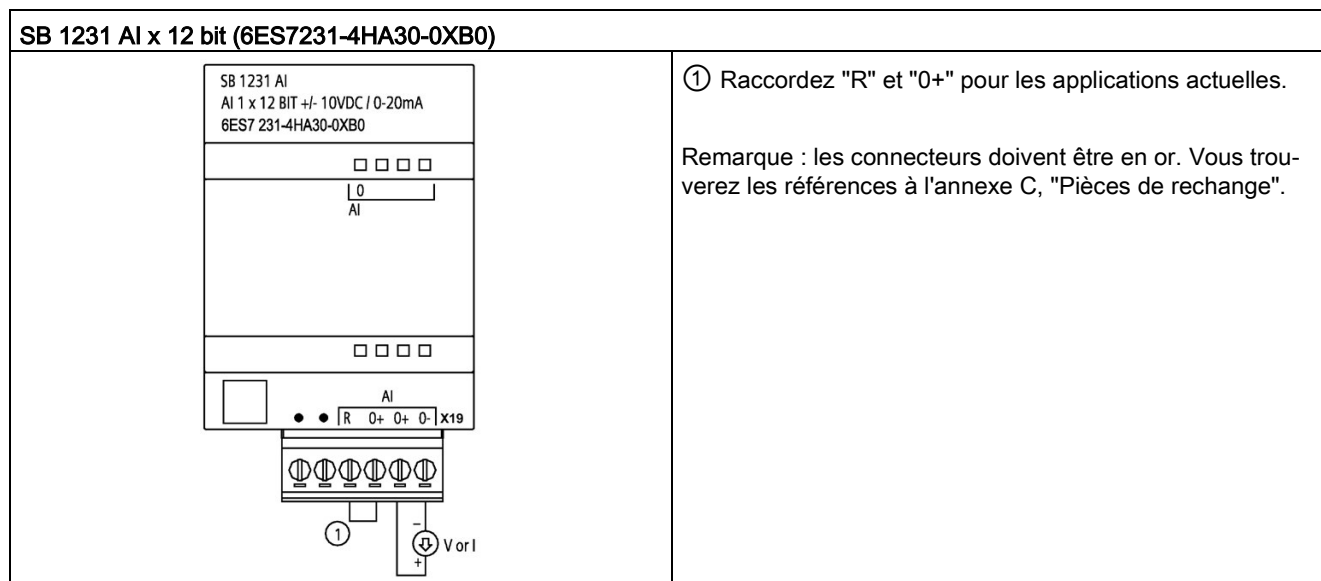 SB 1231 AI x 12 bit (6ES7231-4HA30-0XB0)
SB 1231 AI
AI 1 x 12 BIT +/- 10VDC / 0-20mA
6ES7 231-4HA30-0XB0
0
AI
AI
R 0+ 0+ 0- X19
①
−
V or I
+
① Raccordez "R" et "0+" pour les applications actuelles.
Remarque : les connecteurs doivent être en or. Vous trou-
verez les références à l'annexe C, "Pièces de rechange".